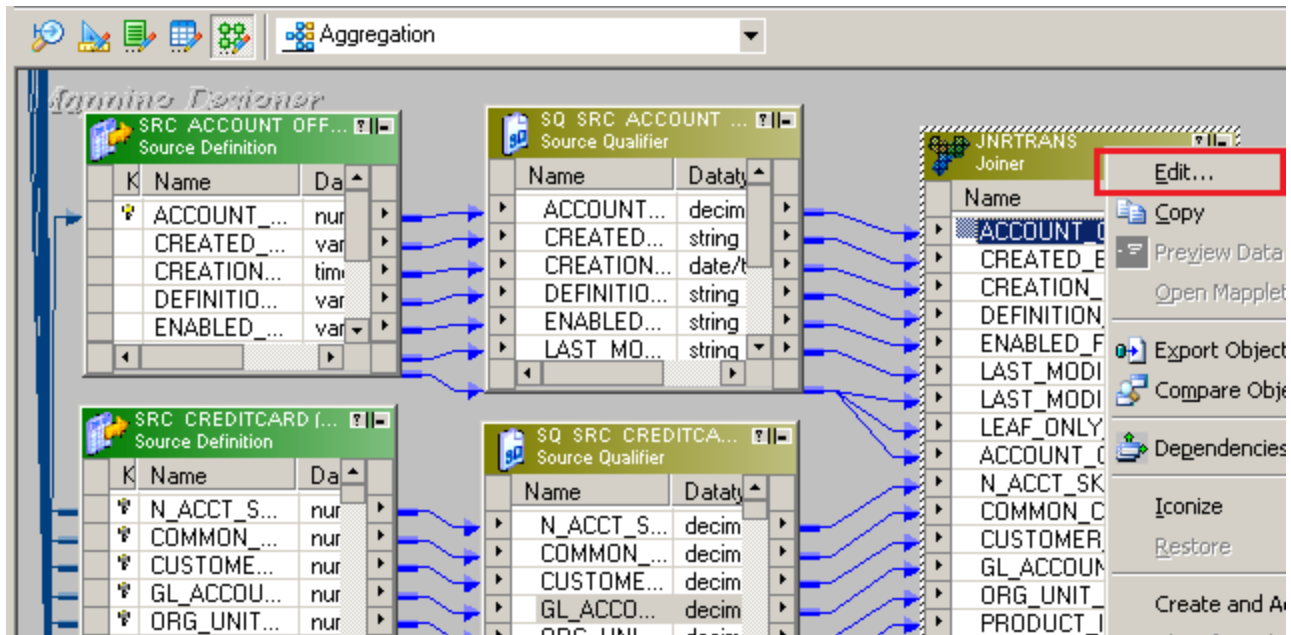 Aggregation
Mapping Designer
SRC ACCOUNT OFF...
Source Definition
K Name Da
ACCOUNT_... nur
CREATED_... var
CREATION... time
DEFINITIO... var
ENABLED_... var
SQ SRC ACCOUNT ...
Source Qualifier
Name Dataty
ACCOUNT... decim
CREATED... string
CREATION... date/t
DEFINITIO... string
ENABLED... string
LAST MO... string
JNRTRANS
Joiner
Name
ACCOUNT_C
CREATED_E
CREATION_
DEFINITION_
ENABLED_F
LAST_MODI
LAST_MODI
LEAF_ONLY_
ACCOUNT_C
N_ACCT_SK
COMMON_C
CUSTOMER_
GL_ACCOUN
ORG_UNIT_
PRODUCT_I
Edit...
Copy
Preview Data
Open Mapplet
Export Object
Compare Obje
Dependencies
Iconize
Restore
Create and A
SRC CREDITCARD (...
Source Definition
K Name Da
N_ACCT_S... nur
COMMON_... nur
CUSTOME... nur
GL_ACCOU... nur
ORG_UNIT... nur
SQ SRC CREDITCA...
Source Qualifier
Name Dataty
N_ACCT_S... decim
COMMON_... decim
CUSTOME... decim
GL_ACCO... decim